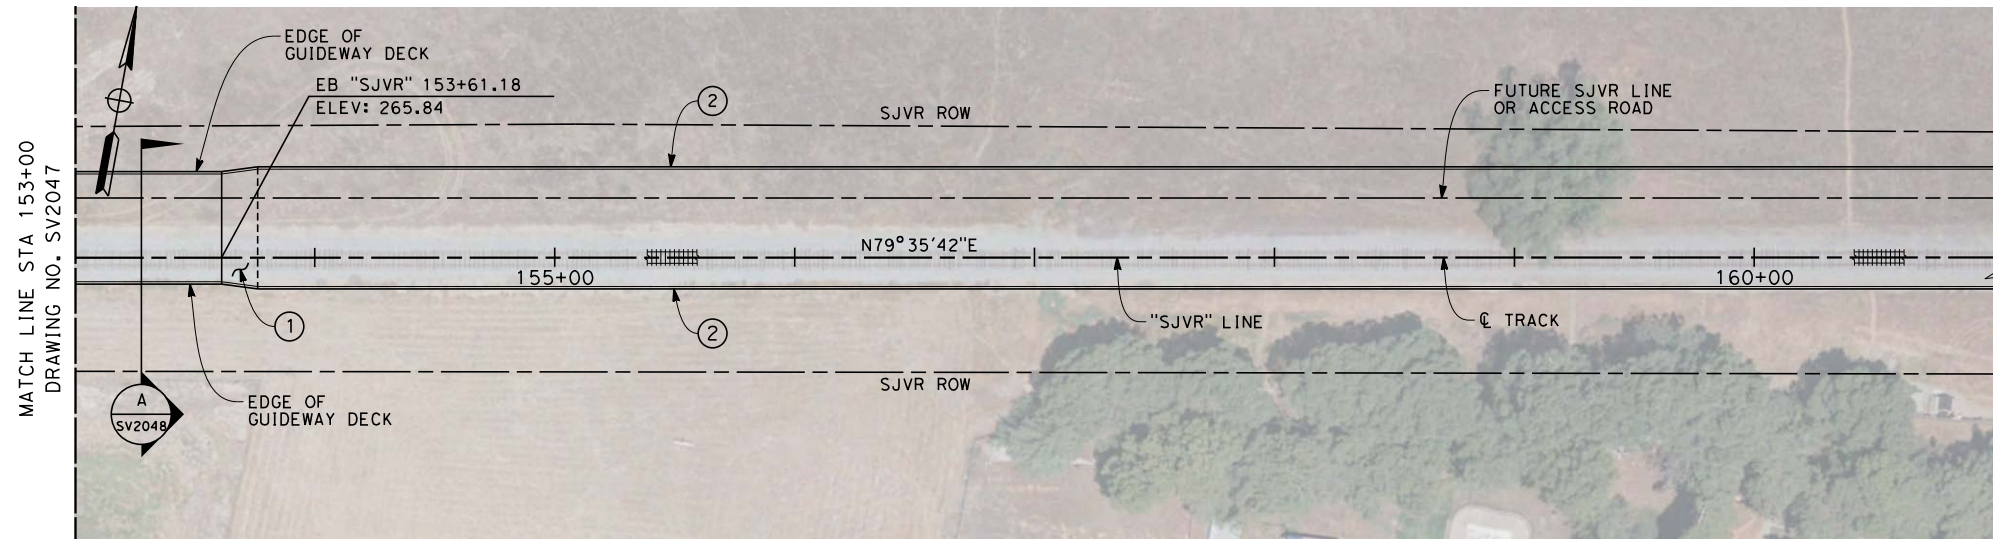 MATCH LINE STA 153+00
DRAWING NO. SV2047
EDGE OF
GUIDEWAY DECK
EB "SJVR" 153+61.18
ELEV: 265.84
2
SJVR ROW
FUTURE SJVR LINE
OR ACCESS ROAD
N79°35'42"E
155+00
160+00
1
2
"SJVR" LINE
℄ TRACK
SJVR ROW
A
SV2048
EDGE OF
GUIDEWAY DECK